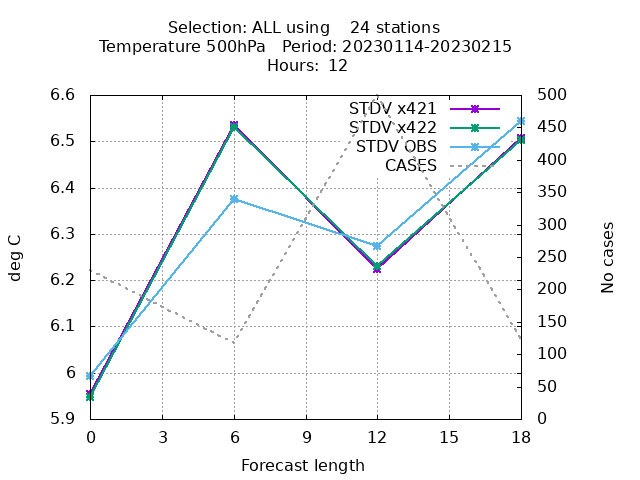 Selection: ALL using    24 stations
Temperature 500hPa   Period: 20230114-20230215
Hours:  12
STDV x421
STDV x422
STDV OBS
CASES
deg C
6.6
6.5
6.4
6.3
6.2
6.1
6
5.9
500
450
400
350
300
250
200
150
100
50
0
No cases
0 3 6 9 12 15 18
Forecast length